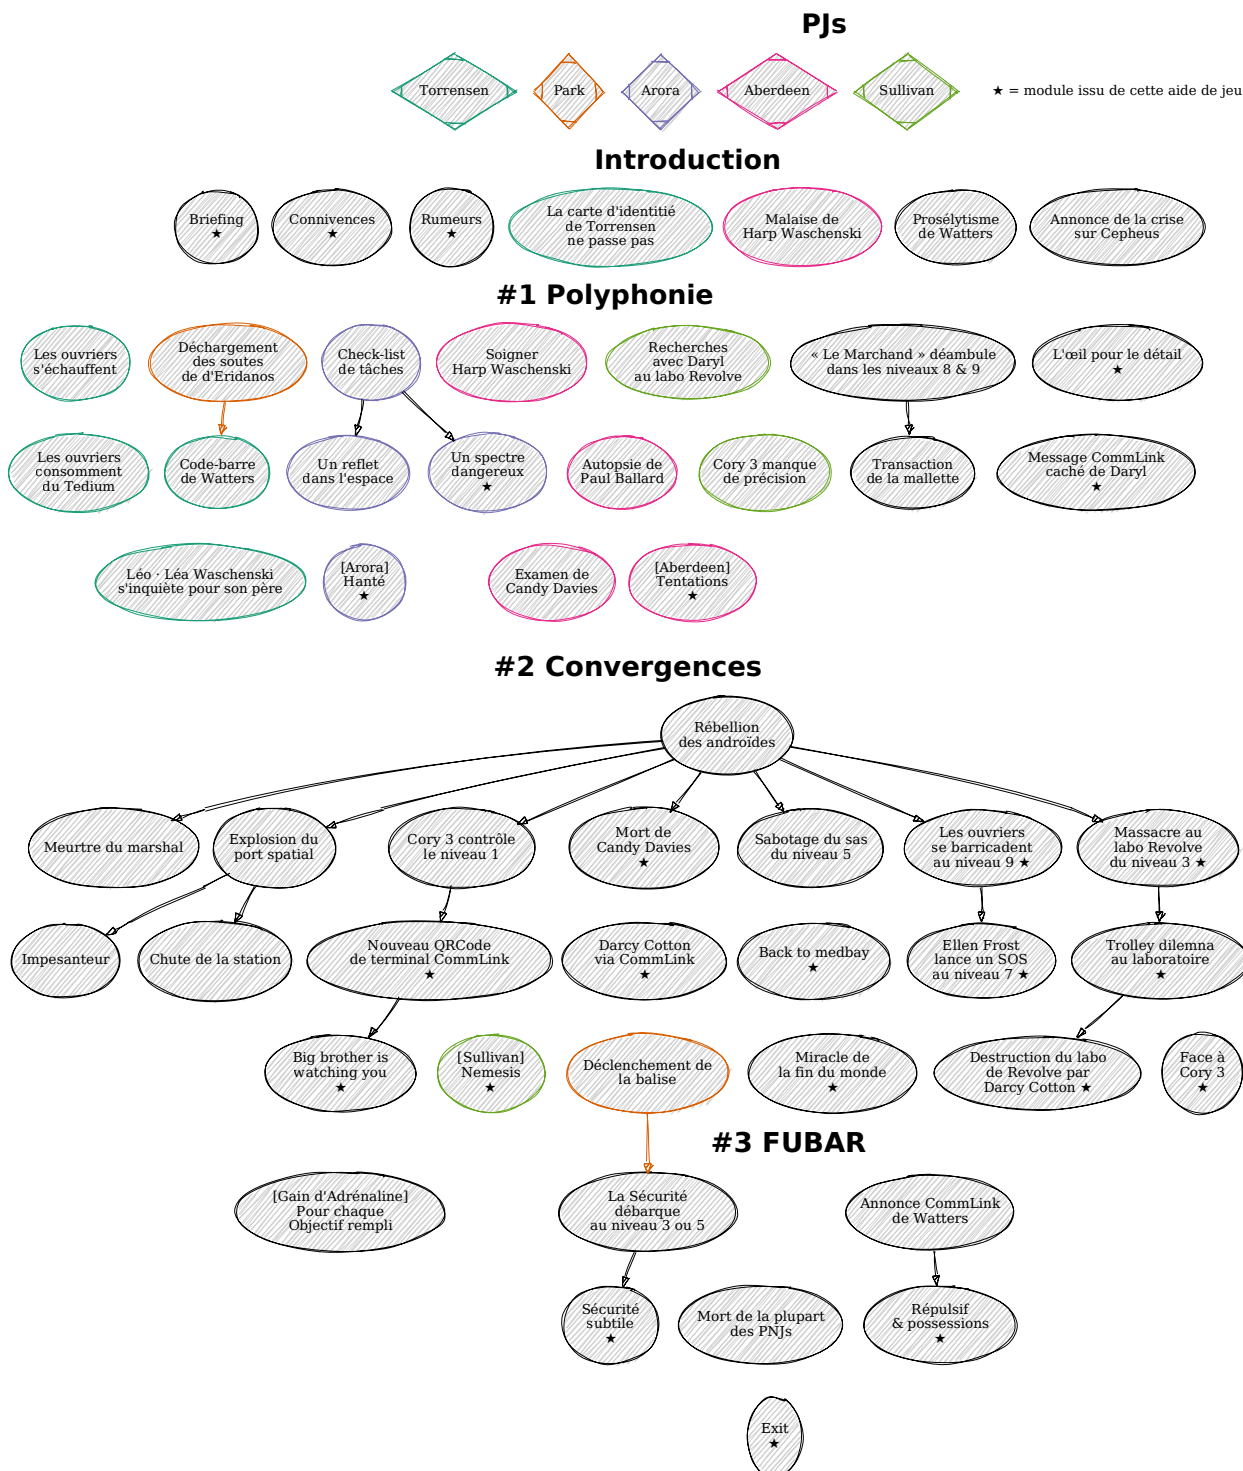 PJs
Torrensen
Park
Arora
Aberdeen
Sullivan
★ = module issu de cette aide de jeu
Introduction
Briefing
★
Connivences
★
Rumeurs
★
La carte d'identitié
de Torrensen
ne passe pas
Malaise de
Harp Waschenski
Prosélytisme
de Watters
Annonce de la crise
sur Cepheus
#1 Polyphonie
Les ouvriers
s'échauffent
Déchargement
des soutes
de d'Eridanos
Check-list
de tâches
Soigner
Harp Waschenski
Recherches
avec Daryl
au labo Revolve
« Le Marchand » déambule
dans les niveaux 8 & 9
L'œil pour le détail
★
Les ouvriers
consomment
du Tedium
Code-barre
de Watters
Un reflet
dans l'espace
Un spectre
dangereux
★
Autopsie de
Paul Ballard
Cory 3 manque
de précision
Transaction
de la mallette
Message CommLink
caché de Daryl
★
Léo · Léa Waschenski
s'inquiète pour son père
[Arora]
Hanté
★
Examen de
Candy Davies
[Aberdeen]
Tentations
★
#2 Convergences
Rébellion
des androïdes
Meurtre du marshal
Explosion du
port spatial
Cory 3 contrôle
le niveau 1
Mort de
Candy Davies
★
Sabotage du sas
du niveau 5
Les ouvriers
se barricadent
au niveau 9 ★
Massacre au
labo Revolve
du niveau 3 ★
Impesanteur
Chute de la station
Nouveau QRCode
de terminal CommLink
★
Darcy Cotton
via CommLink
★
Back to medbay
★
Ellen Frost
lance un SOS
au niveau 7 ★
Trolley dilemna
au laboratoire
★
Big brother is
watching you
★
[Sullivan]
Nemesis
★
Déclenchement de
la balise
Miracle de
la fin du monde
★
Destruction du labo
de Revolve par
Darcy Cotton ★
Face à
Cory 3
★
#3 FUBAR
[Gain d'Adrénaline]
Pour chaque
Objectif rempli
La Sécurité
débarque
au niveau 3 ou 5
Annonce CommLink
de Watters
Sécurité
subtile
★
Mort de la plupart
des PNJs
Répulsif
& possessions
★
Exit
★